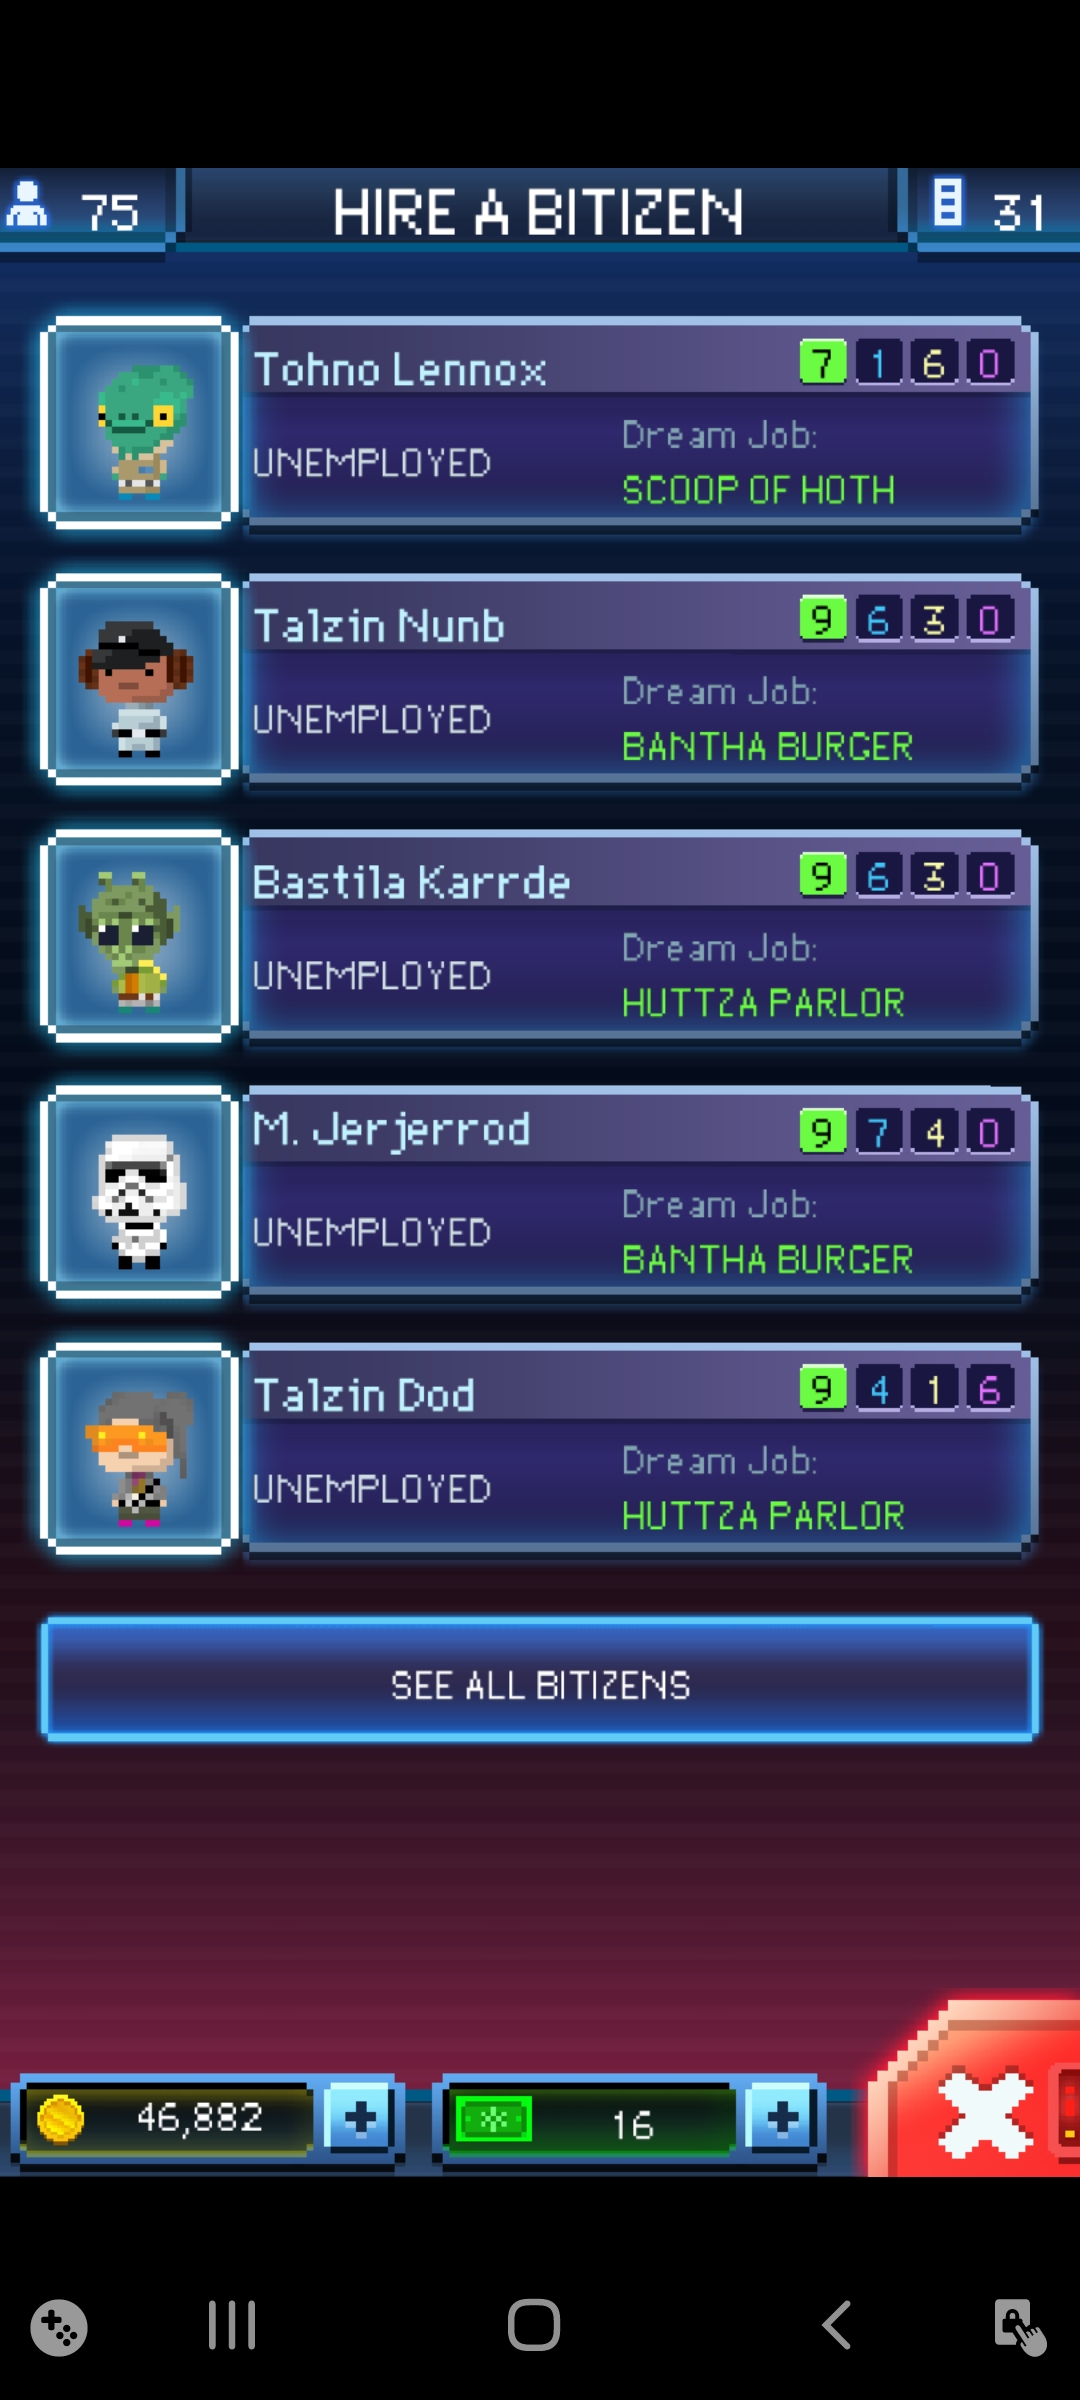 75 HIRE A BITIZEN 31
Tohno Lennox 7 1 6 0
Dream Job:
UNEMPLOYED
SCOOP OF HOTH
Talzin Nunb 9 6 3 0
Dream Job:
UNEMPLOYED
BANTHA BURGER
Bastila Karrde 9 6 3 0
Dream Job:
UNEMPLOYED
HUTTZA PARLOR
M. Jerjerrod 9 7 4 0
Dream Job:
UNEMPLOYED
BANTHA BURGER
Talzin Dod 9 4 1 6
Dream Job:
UNEMPLOYED
HUTTZA PARLOR
SEE ALL BITIZENS
46,882 + 16 +